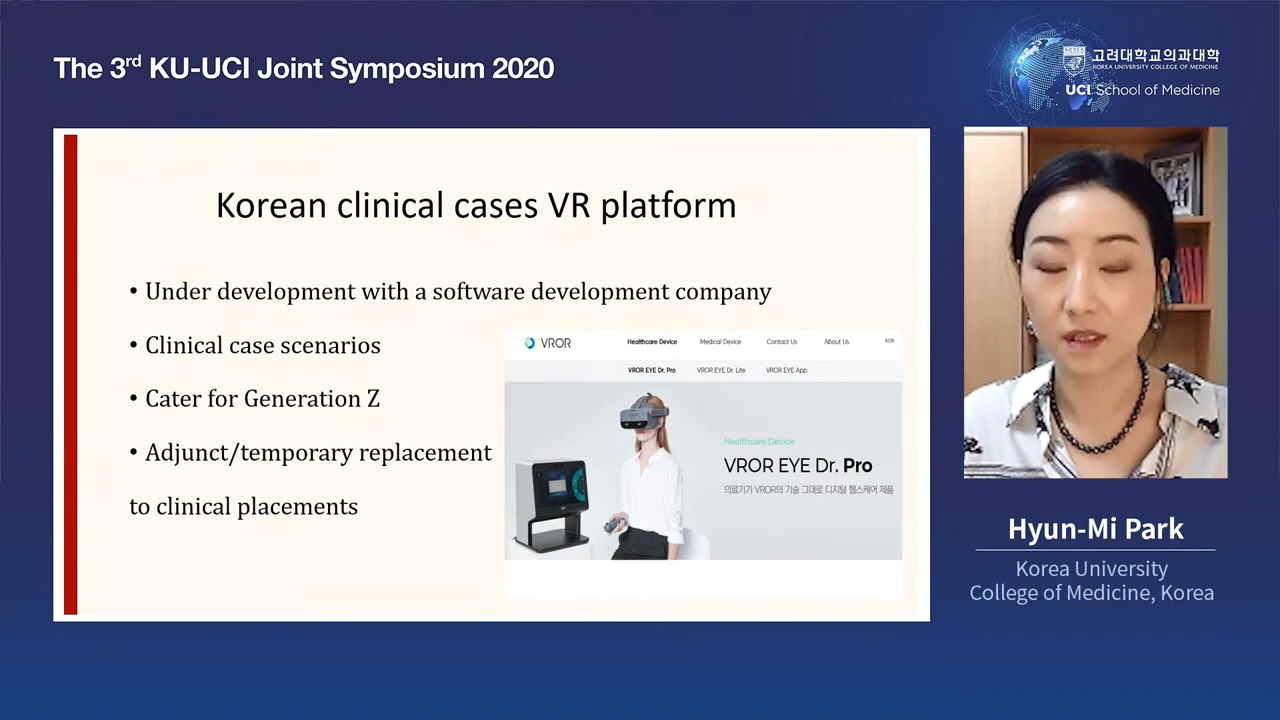 The 3rd KU-UCI Joint Symposium 2020
고려대학교의과대학
KOREA UNIVERSITY COLLEGE OF MEDICINE
UCI School of Medicine
Korean clinical cases VR platform
• Under development with a software development company
• Clinical case scenarios
• Cater for Generation Z
• Adjunct/temporary replacement
to clinical placements
VROR
Healthcare Device
Medical Device
Contact Us
About Us
KOR
VROR EYE Dr. Pro
VROR EYE Dr. Lite
VROR EYE App
Healthcare Device
VROR EYE Dr. Pro
의료기기 VROR의 기술 그대로 디지털 헬스케어 제품
Hyun-Mi Park
Korea University
College of Medicine, Korea